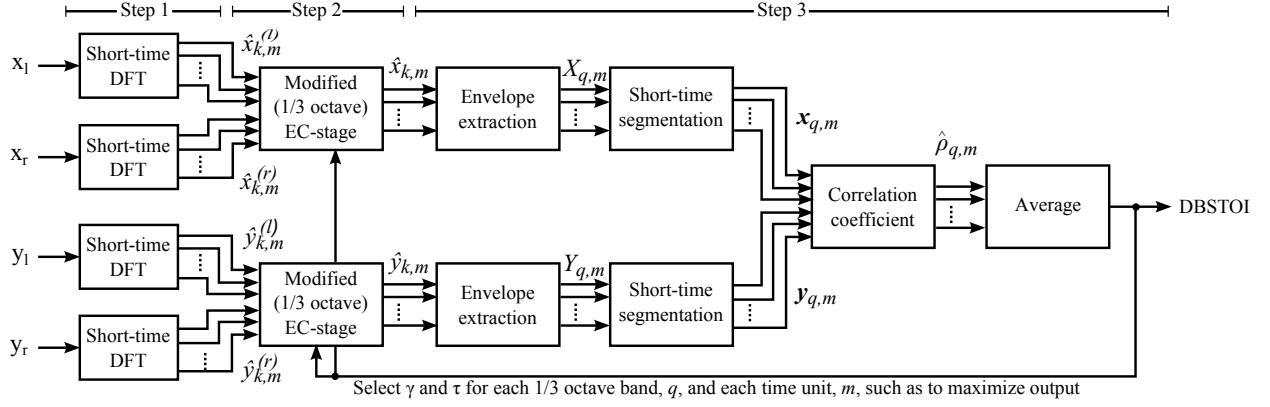 Step 1
Step 2
Step 3
x_l
Short-time
DFT
x̂_{k,m}^{(l)}
x_r
Short-time
DFT
x̂_{k,m}^{(r)}
Modified
(1/3 octave)
EC-stage
x̂_{k,m}
Envelope
extraction
X_{q,m}
Short-time
segmentation
x_{q,m}
y_l
Short-time
DFT
ŷ_{k,m}^{(l)}
y_r
Short-time
DFT
ŷ_{k,m}^{(r)}
Modified
(1/3 octave)
EC-stage
ŷ_{k,m}
Envelope
extraction
Y_{q,m}
Short-time
segmentation
y_{q,m}
Correlation
coefficient
ρ̂_{q,m}
Average
DBSTOI
Select γ and τ for each 1/3 octave band, q, and each time unit, m, such as to maximize output